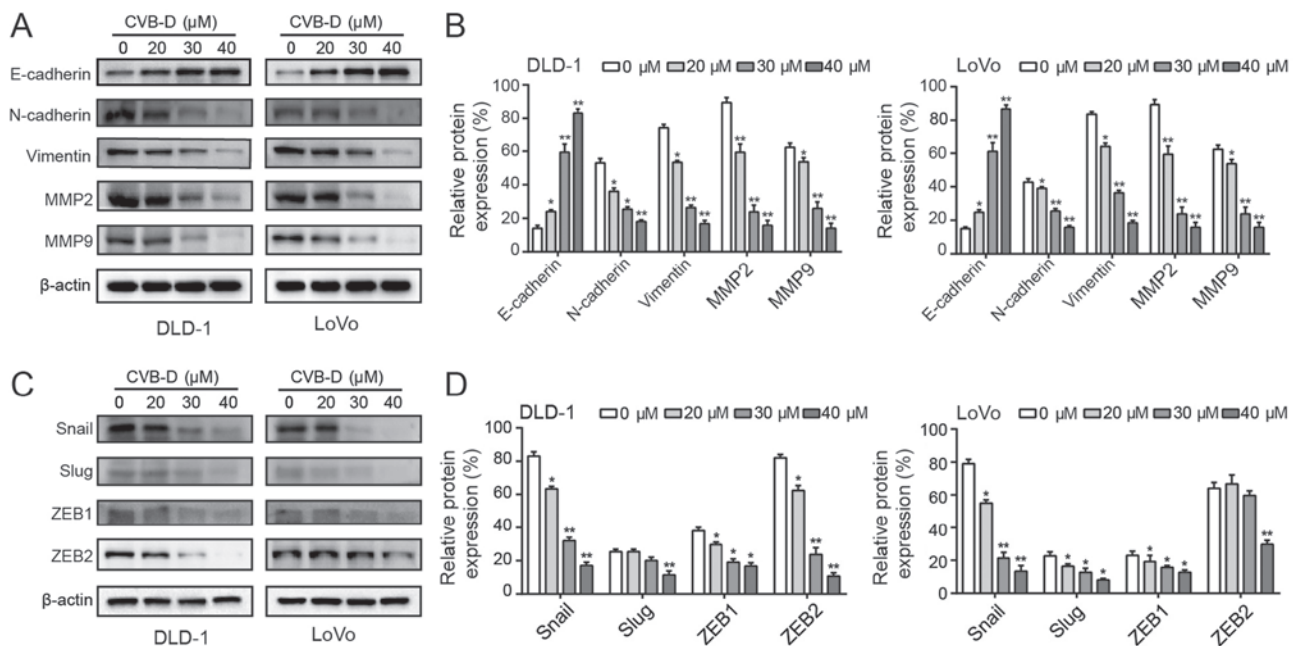 A
CVB-D (µM) CVB-D (µM)
0 20 30 40 0 20 30 40
E-cadherin
N-cadherin
Vimentin
MMP2
MMP9
β-actin
DLD-1 LoVo
B
DLD-1 0 µM 20 µM 30 µM 40 µM
Relative protein
expression (%)
100
80
60
40
20
0
** ** * * * ** * ** ** ** ** ** * ** **
E-cadherin N-cadherin Vimentin MMP2 MMP9
LoVo 0 µM 20 µM 30 µM 40 µM
Relative protein
expression (%)
100
80
60
40
20
0
* ** ** * ** ** * ** ** ** ** ** * ** **
E-cadherin N-cadherin Vimentin MMP2 MMP9
C
CVB-D (µM) CVB-D (µM)
0 20 30 40 0 20 30 40
Snail
Slug
ZEB1
ZEB2
β-actin
DLD-1 LoVo
D
DLD-1 0 µM 20 µM 30 µM 40 µM
Relative protein
expression (%)
100
80
60
40
20
0
* ** ** ** * * * * ** **
Snail Slug ZEB1 ZEB2
LoVo 0 µM 20 µM 30 µM 40 µM
Relative protein
expression (%)
100
80
60
40
20
0
* ** ** * * * * * * **
Snail Slug ZEB1 ZEB2